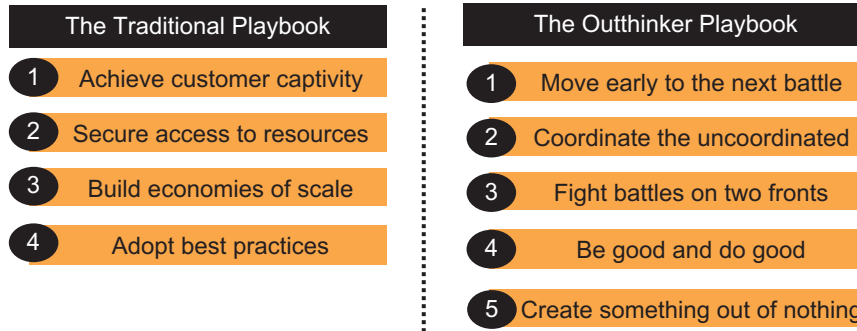 The Traditional Playbook
1 Achieve customer captivity
2 Secure access to resources
3 Build economies of scale
4 Adopt best practices
The Outthinker Playbook
1 Move early to the next battle
2 Coordinate the uncoordinated
3 Fight battles on two fronts
4 Be good and do good
5 Create something out of nothing